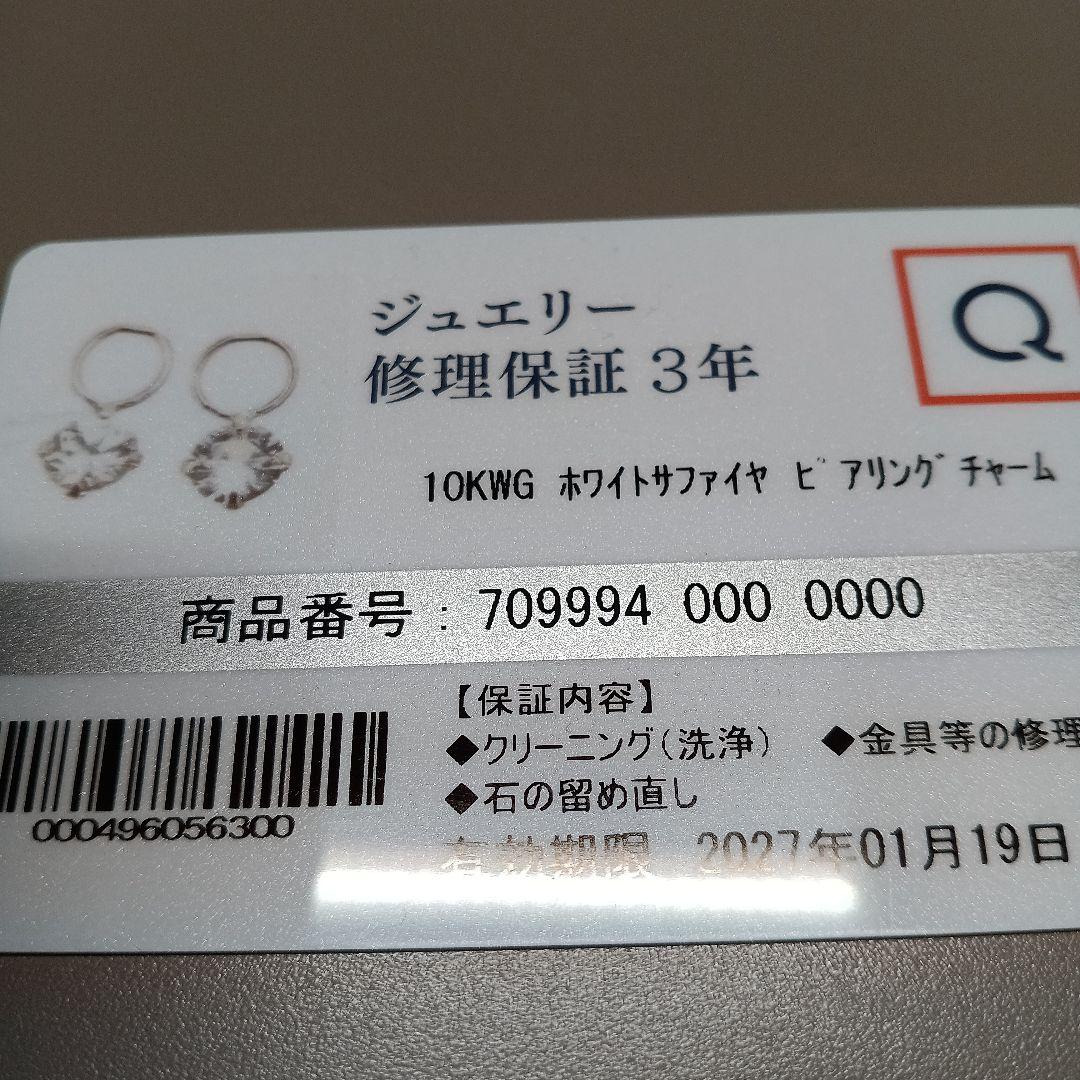 Q
ジュエリー
修理保証3年
10KWG ホワイトサファイヤ ピアリングチャーム
商品番号：709994 000 0000
【保証内容】
◆クリーニング（洗浄） ◆金具等の修理
◆石の留め直し
000496056300
有効期限 2027年01月19日